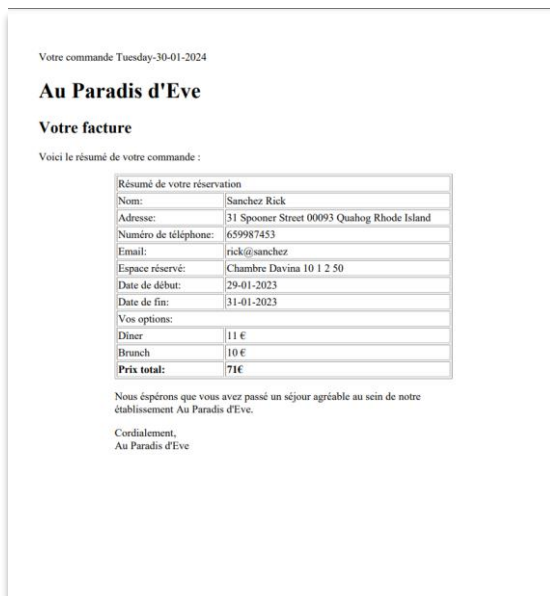 Votre commande Tuesday-30-01-2024
Au Paradis d'Eve
Votre facture
Voici le résumé de votre commande :
Résumé de votre réservation
Nom: Sanchez Rick
Adresse: 31 Spooner Street 00093 Quahog Rhode Island
Numéro de téléphone: 659987453
Email: rick@sanchez
Espace réservé: Chambre Davina 10 1 2 50
Date de début: 29-01-2023
Date de fin: 31-01-2023
Vos options:
Dîner 11 €
Brunch 10 €
Prix total: 71€
Nous éspérons que vous avez passé un séjour agréable au sein de notre
établissement Au Paradis d'Eve.
Cordialement,
Au Paradis d'Eve